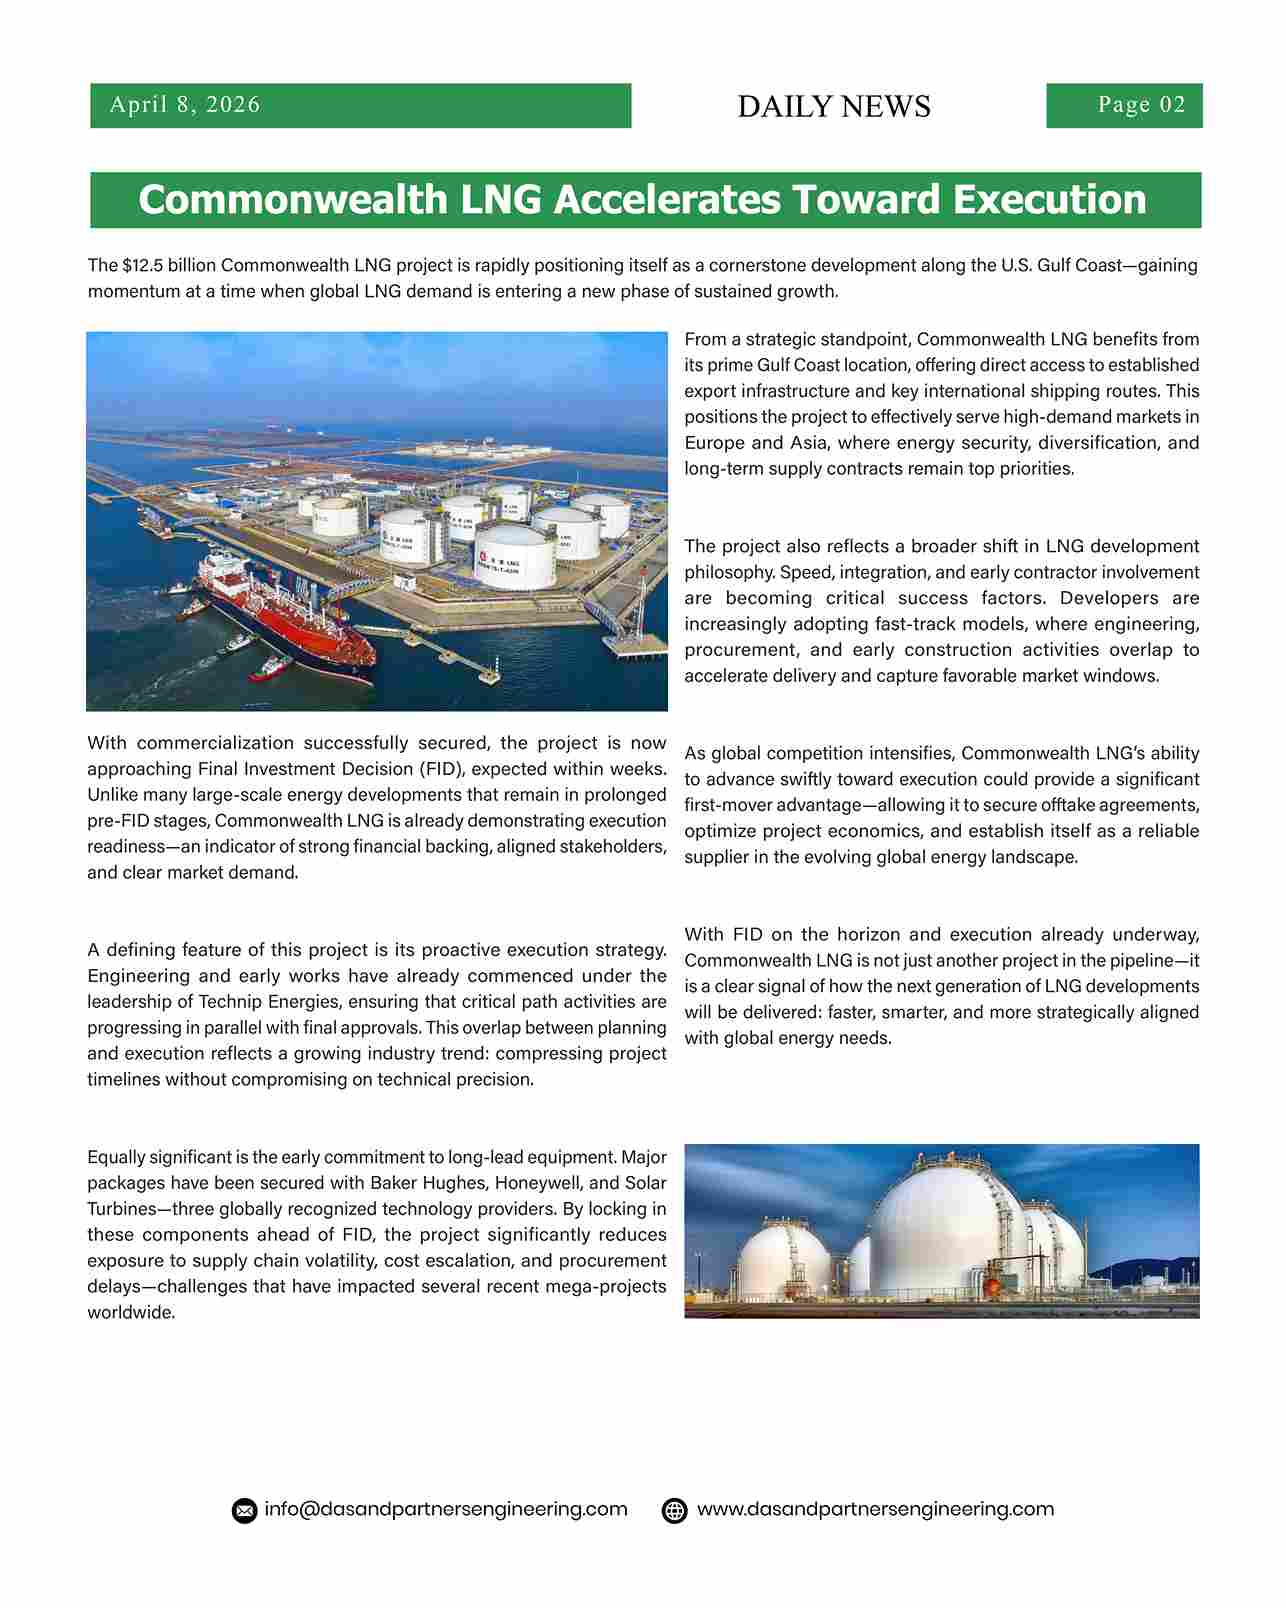 April 8, 2026
DAILY NEWS
Page 02
Commonwealth LNG Accelerates Toward Execution
The $12.5 billion Commonwealth LNG project is rapidly positioning itself as a cornerstone development along the U.S. Gulf Coast—gaining
momentum at a time when global LNG demand is entering a new phase of sustained growth.
With commercialization successfully secured, the project is now
approaching Final Investment Decision (FID), expected within weeks.
Unlike many large-scale energy developments that remain in prolonged
pre-FID stages, Commonwealth LNG is already demonstrating execution
readiness—an indicator of strong financial backing, aligned stakeholders,
and clear market demand.
A defining feature of this project is its proactive execution strategy.
Engineering and early works have already commenced under the
leadership of Technip Energies, ensuring that critical path activities are
progressing in parallel with final approvals. This overlap between planning
and execution reflects a growing industry trend: compressing project
timelines without compromising on technical precision.
Equally significant is the early commitment to long-lead equipment. Major
packages have been secured with Baker Hughes, Honeywell, and Solar
Turbines—three globally recognized technology providers. By locking in
these components ahead of FID, the project significantly reduces
exposure to supply chain volatility, cost escalation, and procurement
delays—challenges that have impacted several recent mega-projects
worldwide.
From a strategic standpoint, Commonwealth LNG benefits from
its prime Gulf Coast location, offering direct access to established
export infrastructure and key international shipping routes. This
positions the project to effectively serve high-demand markets in
Europe and Asia, where energy security, diversification, and
long-term supply contracts remain top priorities.
The project also reflects a broader shift in LNG development
philosophy. Speed, integration, and early contractor involvement
are becoming critical success factors. Developers are
increasingly adopting fast-track models, where engineering,
procurement, and early construction activities overlap to
accelerate delivery and capture favorable market windows.
As global competition intensifies, Commonwealth LNG's ability
to advance swiftly toward execution could provide a significant
first-mover advantage—allowing it to secure offtake agreements,
optimize project economics, and establish itself as a reliable
supplier in the evolving global energy landscape.
With FID on the horizon and execution already underway,
Commonwealth LNG is not just another project in the pipeline—it
is a clear signal of how the next generation of LNG developments
will be delivered: faster, smarter, and more strategically aligned
with global energy needs.
info@dasandpartnersengineering.com
www.dasandpartnersengineering.com